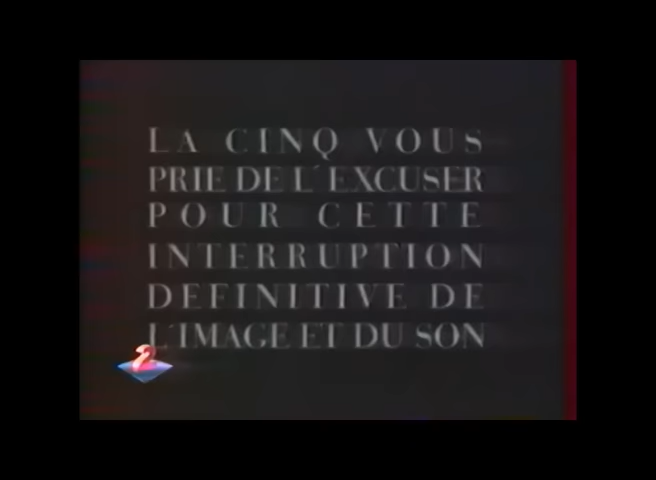 LA CINQ VOUS
PRIE DE L'EXCUSER
POUR CETTE
INTERRUPTION
DEFINITIVE DE
L'IMAGE ET DU SON
2